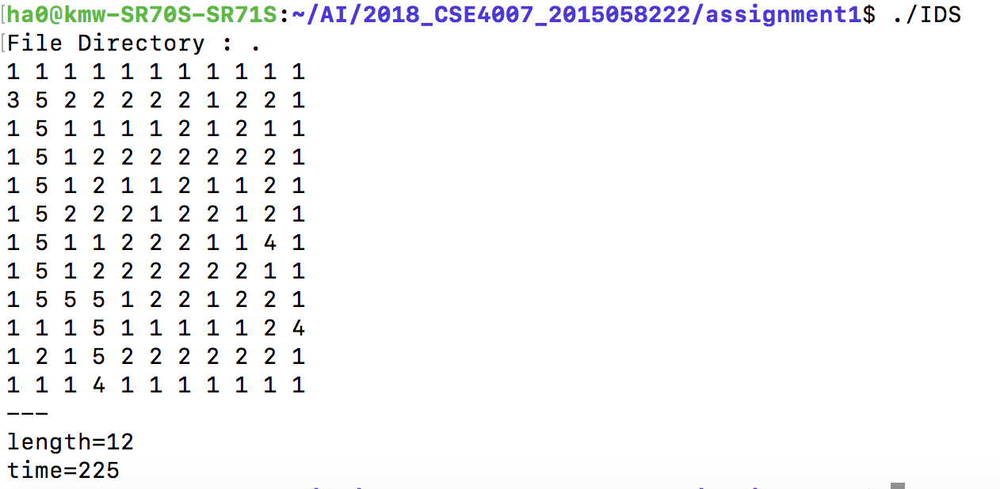 [ha0@kmw-SR70S-SR71S:~/AI/2018_CSE4007_2015058222/assignment1$ ./IDS
[File Directory : .
1 1 1 1 1 1 1 1 1 1 1
3 5 2 2 2 2 2 1 2 2 1
1 5 1 1 1 1 2 1 2 1 1
1 5 1 2 2 2 2 2 2 2 1
1 5 1 2 1 1 2 1 1 2 1
1 5 2 2 2 1 2 2 1 2 1
1 5 1 1 2 2 2 1 1 4 1
1 5 1 2 2 2 2 2 2 1 1
1 5 5 5 1 2 2 1 2 2 1
1 1 1 5 1 1 1 1 1 2 4
1 2 1 5 2 2 2 2 2 2 1
1 1 1 4 1 1 1 1 1 1 1
---
length=12
time=225